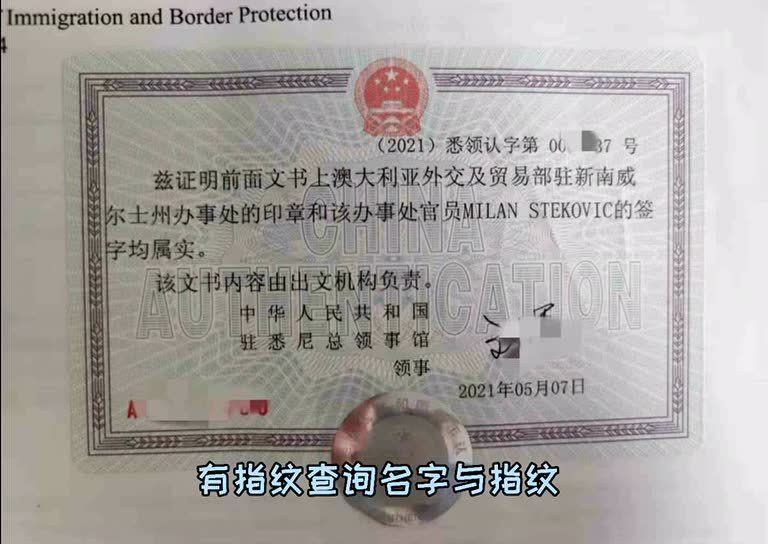 Immigration and Border Protection
4
（2021）悉领认字第 00 37 号
兹证明前面文书上澳大利亚外交及贸易部驻新南威
尔士州办事处的印章和该办事处官员MILAN STEKOVIC的签
字均属实。
CHINA
AUTHENTICATION
该文书内容由出文机构负责。
中华人民共和国
驻悉尼总领事馆
领事
2021年05月07日
有指纹查询名字与指纹